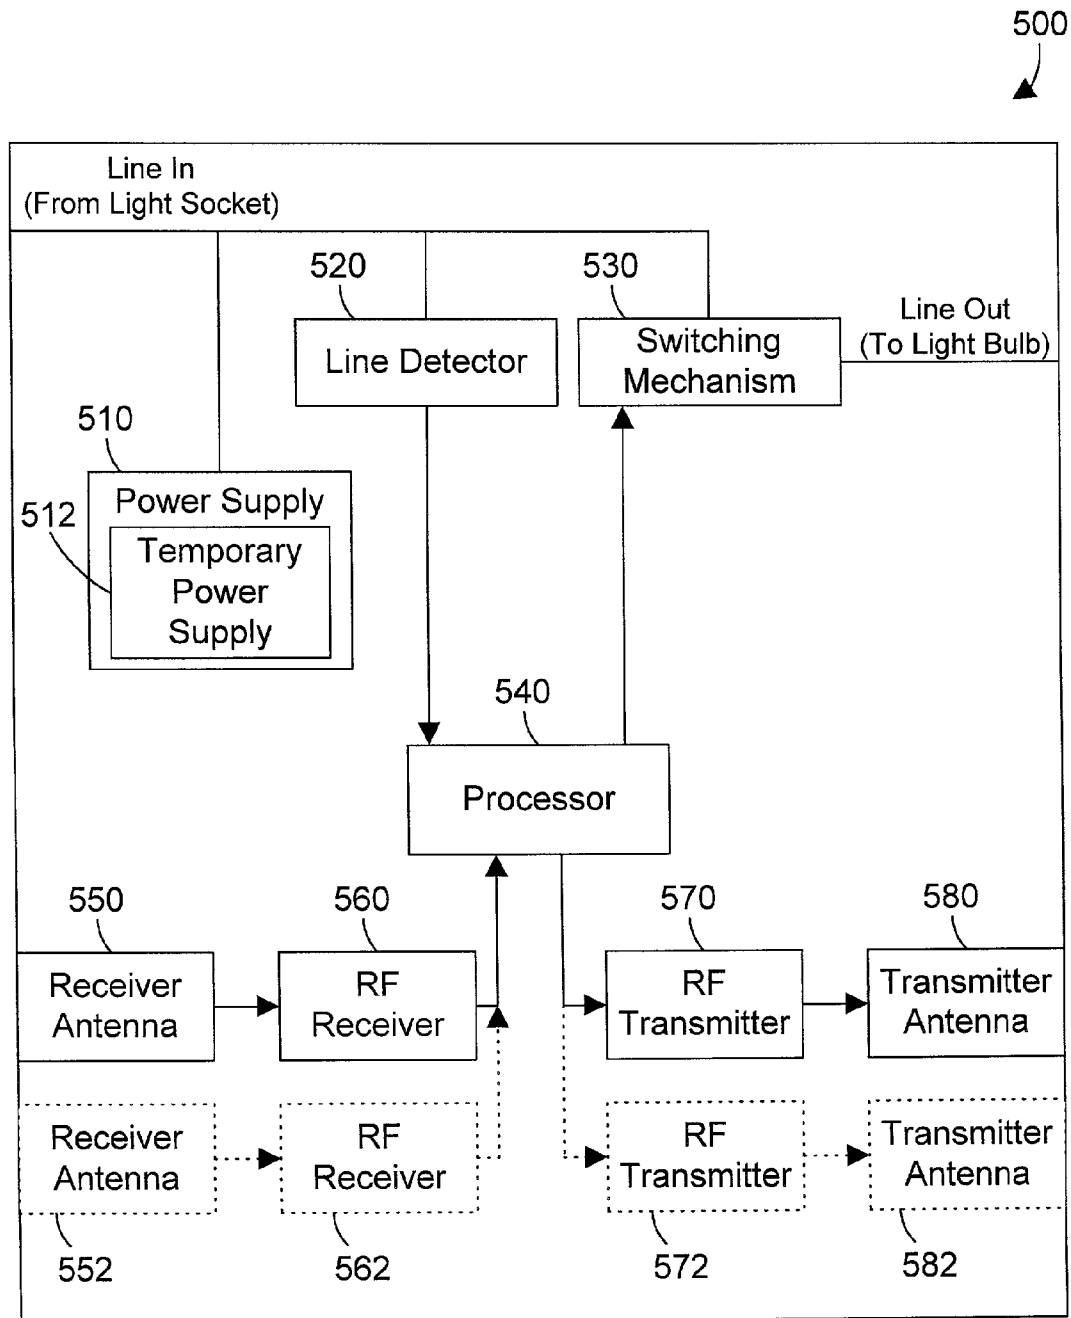 500
Line In
(From Light Socket)
520
530
Line Out
(To Light Bulb)
Line Detector
Switching
Mechanism
510
Power Supply
512
Temporary
Power
Supply
540
Processor
550
560
570
580
Receiver
Antenna
RF
Receiver
RF
Transmitter
Transmitter
Antenna
Receiver
Antenna
RF
Receiver
RF
Transmitter
Transmitter
Antenna
552
562
572
582